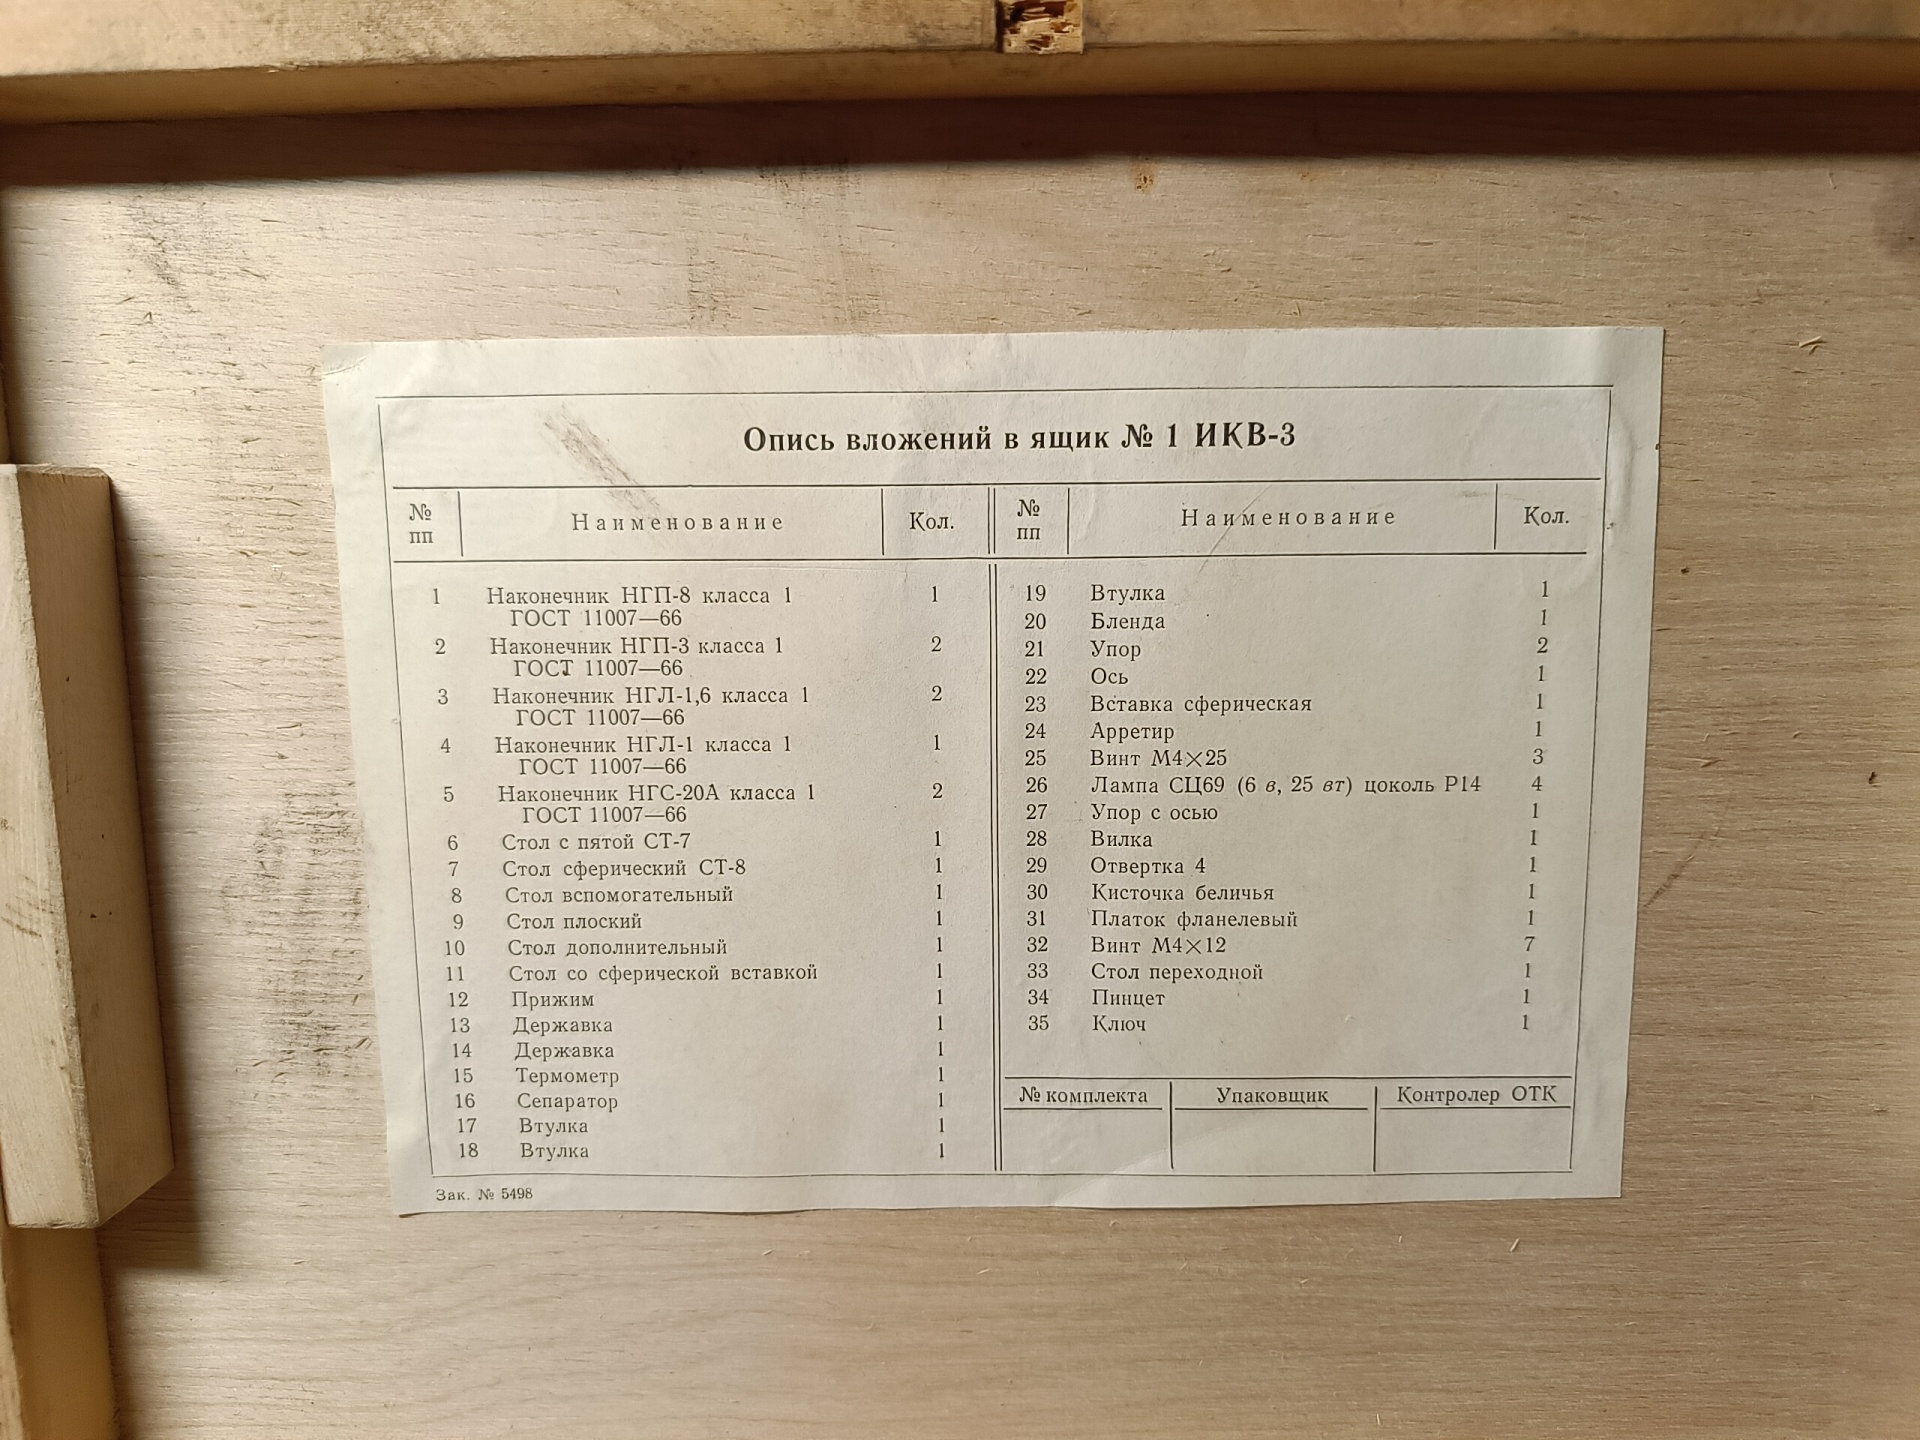 Опись вложений в ящик № 1 ИКВ-3
№ пп Наименование Кол.
1 Наконечник НГП-8 класса 1 1
ГОСТ 11007—66
2 Наконечник НГП-3 класса 1 2
ГОСТ 11007—66
3 Наконечник НГЛ-1,6 класса 1 2
ГОСТ 11007—66
4 Наконечник НГЛ-1 класса 1 1
ГОСТ 11007—66
5 Наконечник НГС-20А класса 1 2
ГОСТ 11007—66
6 Стол с пятой СТ-7 1
7 Стол сферический СТ-8 1
8 Стол вспомогательный 1
9 Стол плоский 1
10 Стол дополнительный 1
11 Стол со сферической вставкой 1
12 Прижим 1
13 Державка 1
14 Державка 1
15 Термометр 1
16 Сепаратор 1
17 Втулка 1
18 Втулка 1
№ пп Наименование Кол.
19 Втулка 1
20 Бленда 1
21 Упор 2
22 Ось 1
23 Вставка сферическая 1
24 Арретир 1
25 Винт М4×25 3
26 Лампа СЦ69 (6 в, 25 вт) цоколь Р14 4
27 Упор с осью 1
28 Вилка 1
29 Отвертка 4 1
30 Кисточка беличья 1
31 Платок фланелевый 1
32 Винт М4×12 7
33 Стол переходной 1
34 Пинцет 1
35 Ключ 1
№ комплекта Упаковщик Контролер ОТК
Зак. № 5498